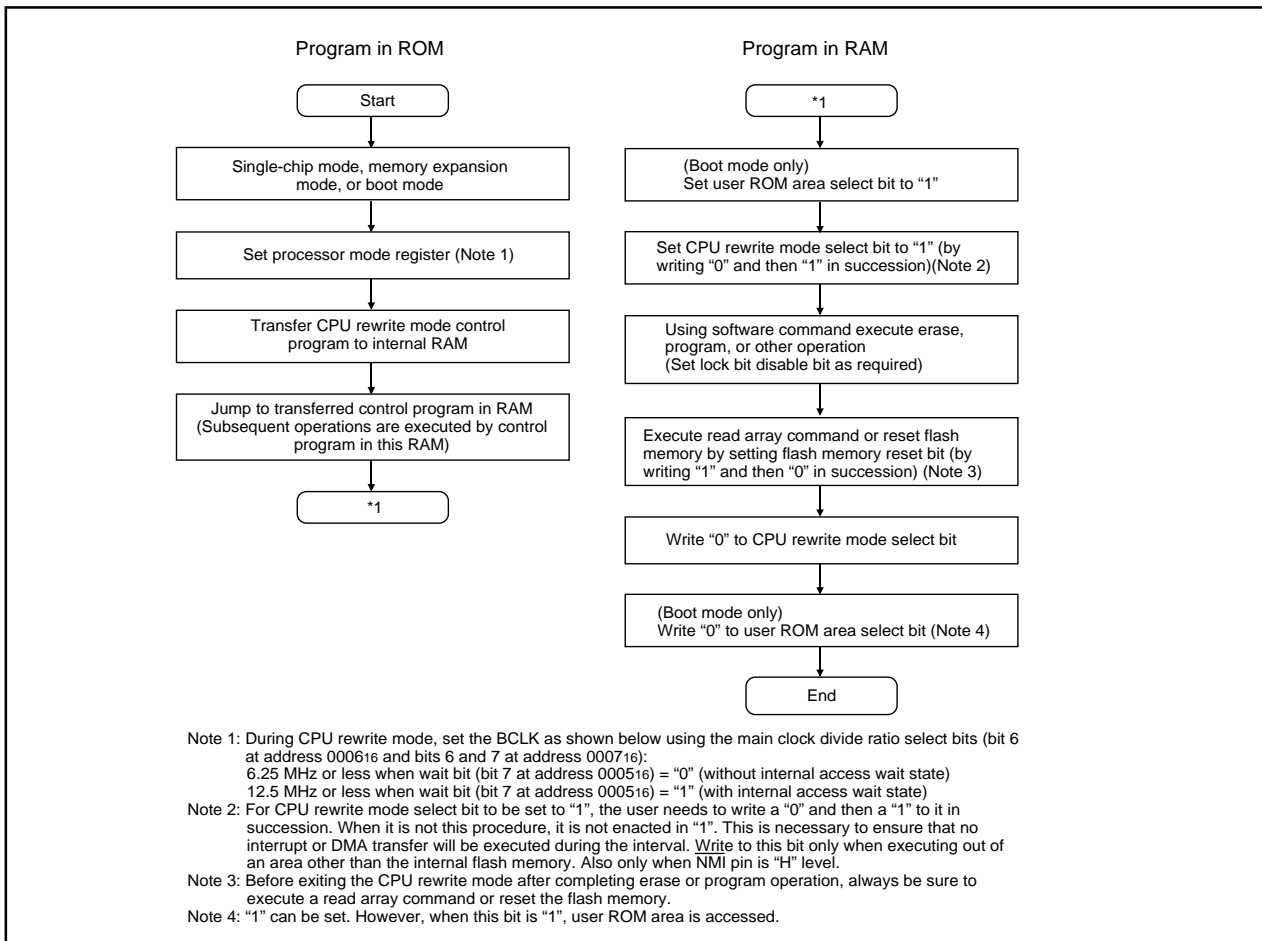 Program in ROM
Start
Single-chip mode, memory expansion
mode, or boot mode
Set processor mode register (Note 1)
Transfer CPU rewrite mode control
program to internal RAM
Jump to transferred control program in RAM
(Subsequent operations are executed by control
program in this RAM)
*1
Program in RAM
*1
(Boot mode only)
Set user ROM area select bit to “1”
Set CPU rewrite mode select bit to “1” (by
writing “0” and then “1” in succession)(Note 2)
Using software command execute erase,
program, or other operation
(Set lock bit disable bit as required)
Execute read array command or reset flash
memory by setting flash memory reset bit (by
writing “1” and then “0” in succession) (Note 3)
Write “0” to CPU rewrite mode select bit
(Boot mode only)
Write “0” to user ROM area select bit (Note 4)
End
Note 1: During CPU rewrite mode, set the BCLK as shown below using the main clock divide ratio select bits (bit 6
at address 000616 and bits 6 and 7 at address 000716):
6.25 MHz or less when wait bit (bit 7 at address 000516) = “0” (without internal access wait state)
12.5 MHz or less when wait bit (bit 7 at address 000516) = “1” (with internal access wait state)
Note 2: For CPU rewrite mode select bit to be set to “1”, the user needs to write a “0” and then a “1” to it in
succession. When it is not this procedure, it is not enacted in “1”. This is necessary to ensure that no
interrupt or DMA transfer will be executed during the interval. Write to this bit only when executing out of
an area other than the internal flash memory. Also only when NMI pin is “H” level.
Note 3: Before exiting the CPU rewrite mode after completing erase or program operation, always be sure to
execute a read array command or reset the flash memory.
Note 4: “1” can be set. However, when this bit is “1”, user ROM area is accessed.